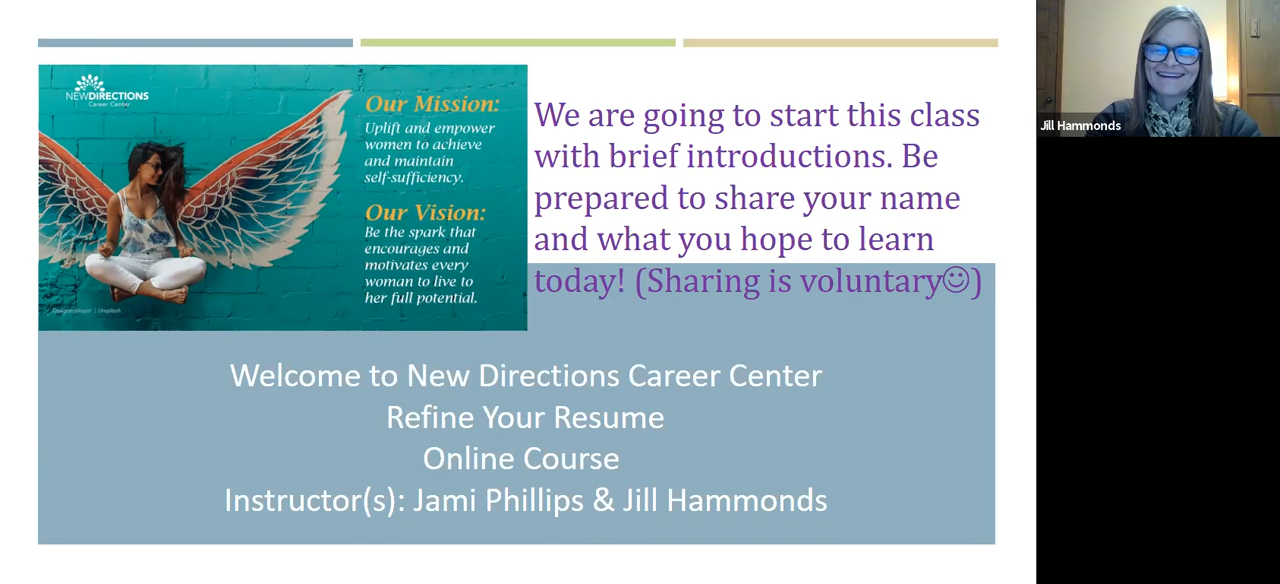 NEWDIRECTIONS
Career Center
Our Mission:
Uplift and empower
women to achieve
and maintain
self-sufficiency.
Our Vision:
Be the spark that
encourages and
motivates every
woman to live to
her full potential.
Designecologist | Unsplash
We are going to start this class
with brief introductions. Be
prepared to share your name
and what you hope to learn
today! (Sharing is voluntary☺)
Welcome to New Directions Career Center
Refine Your Resume
Online Course
Instructor(s): Jami Phillips & Jill Hammonds
Jill Hammonds